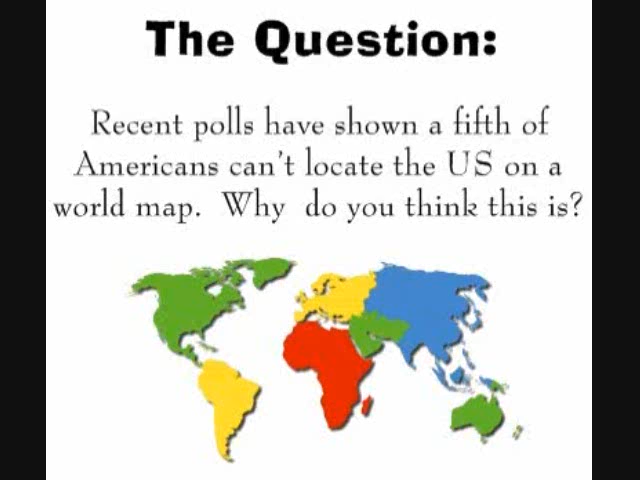 The Question:
Recent polls have shown a fifth of
Americans can't locate the US on a
world map. Why do you think this is?